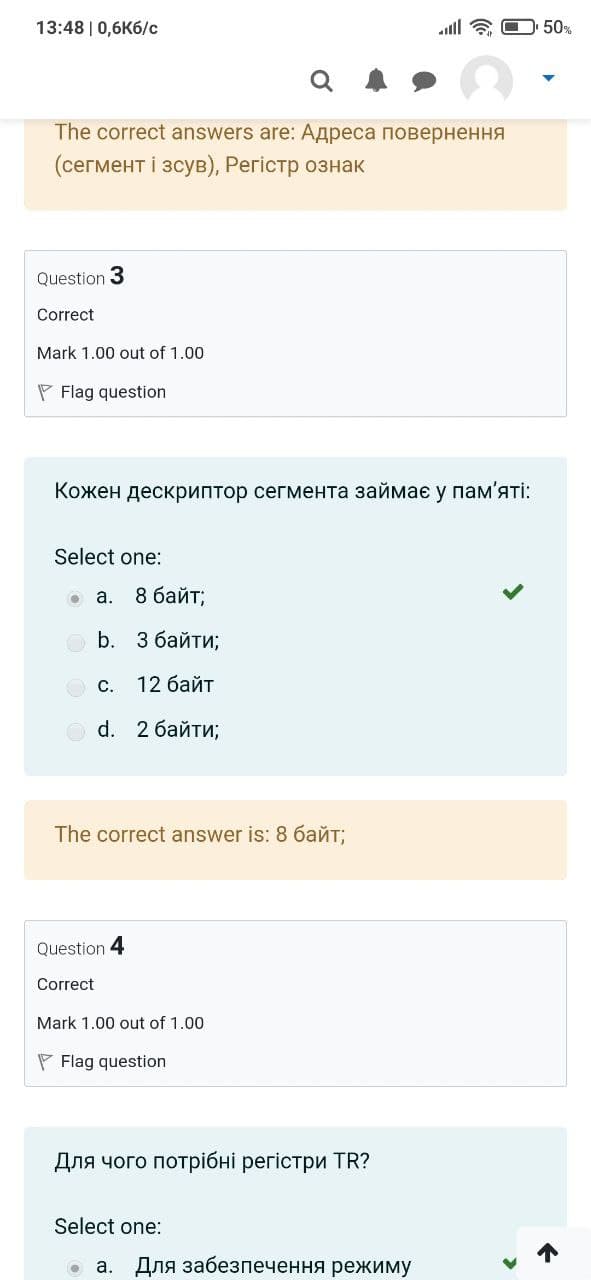 13:48 | 0,6Кб/с 50%
The correct answers are: Адреса повернення
(сегмент і зсув), Регістр ознак
Question 3
Correct
Mark 1.00 out of 1.00
Flag question
Кожен дескриптор сегмента займає у пам’яті:
Select one:
a. 8 байт;
b. 3 байти;
c. 12 байт
d. 2 байти;
The correct answer is: 8 байт;
Question 4
Correct
Mark 1.00 out of 1.00
Flag question
Для чого потрібні регістри TR?
Select one:
a. Для забезпечення режиму